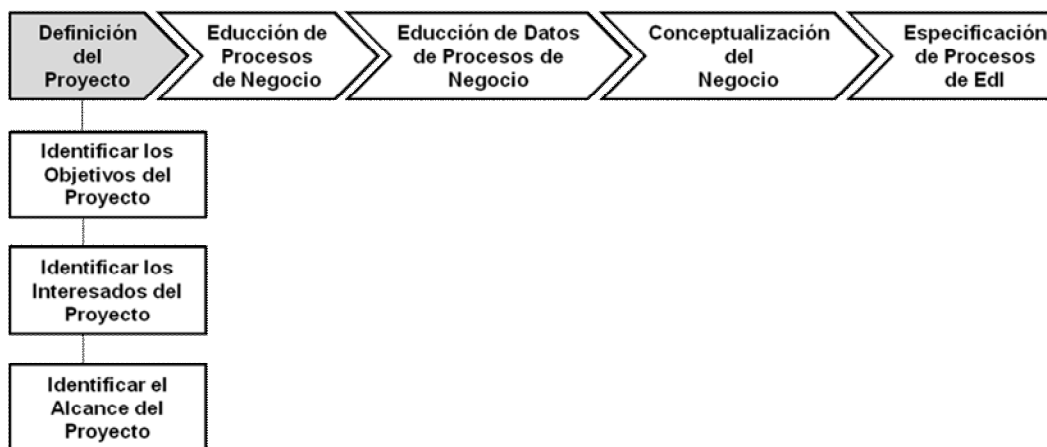 Definición
del
Proyecto
Educción de
Procesos
de Negocio
Educción de Datos
de Procesos de
Negocio
Conceptualización
del
Negocio
Especificación
de Procesos
de EdI
Identificar los
Objetivos del
Proyecto
Identificar los
Interesados del
Proyecto
Identificar el
Alcance del
Proyecto